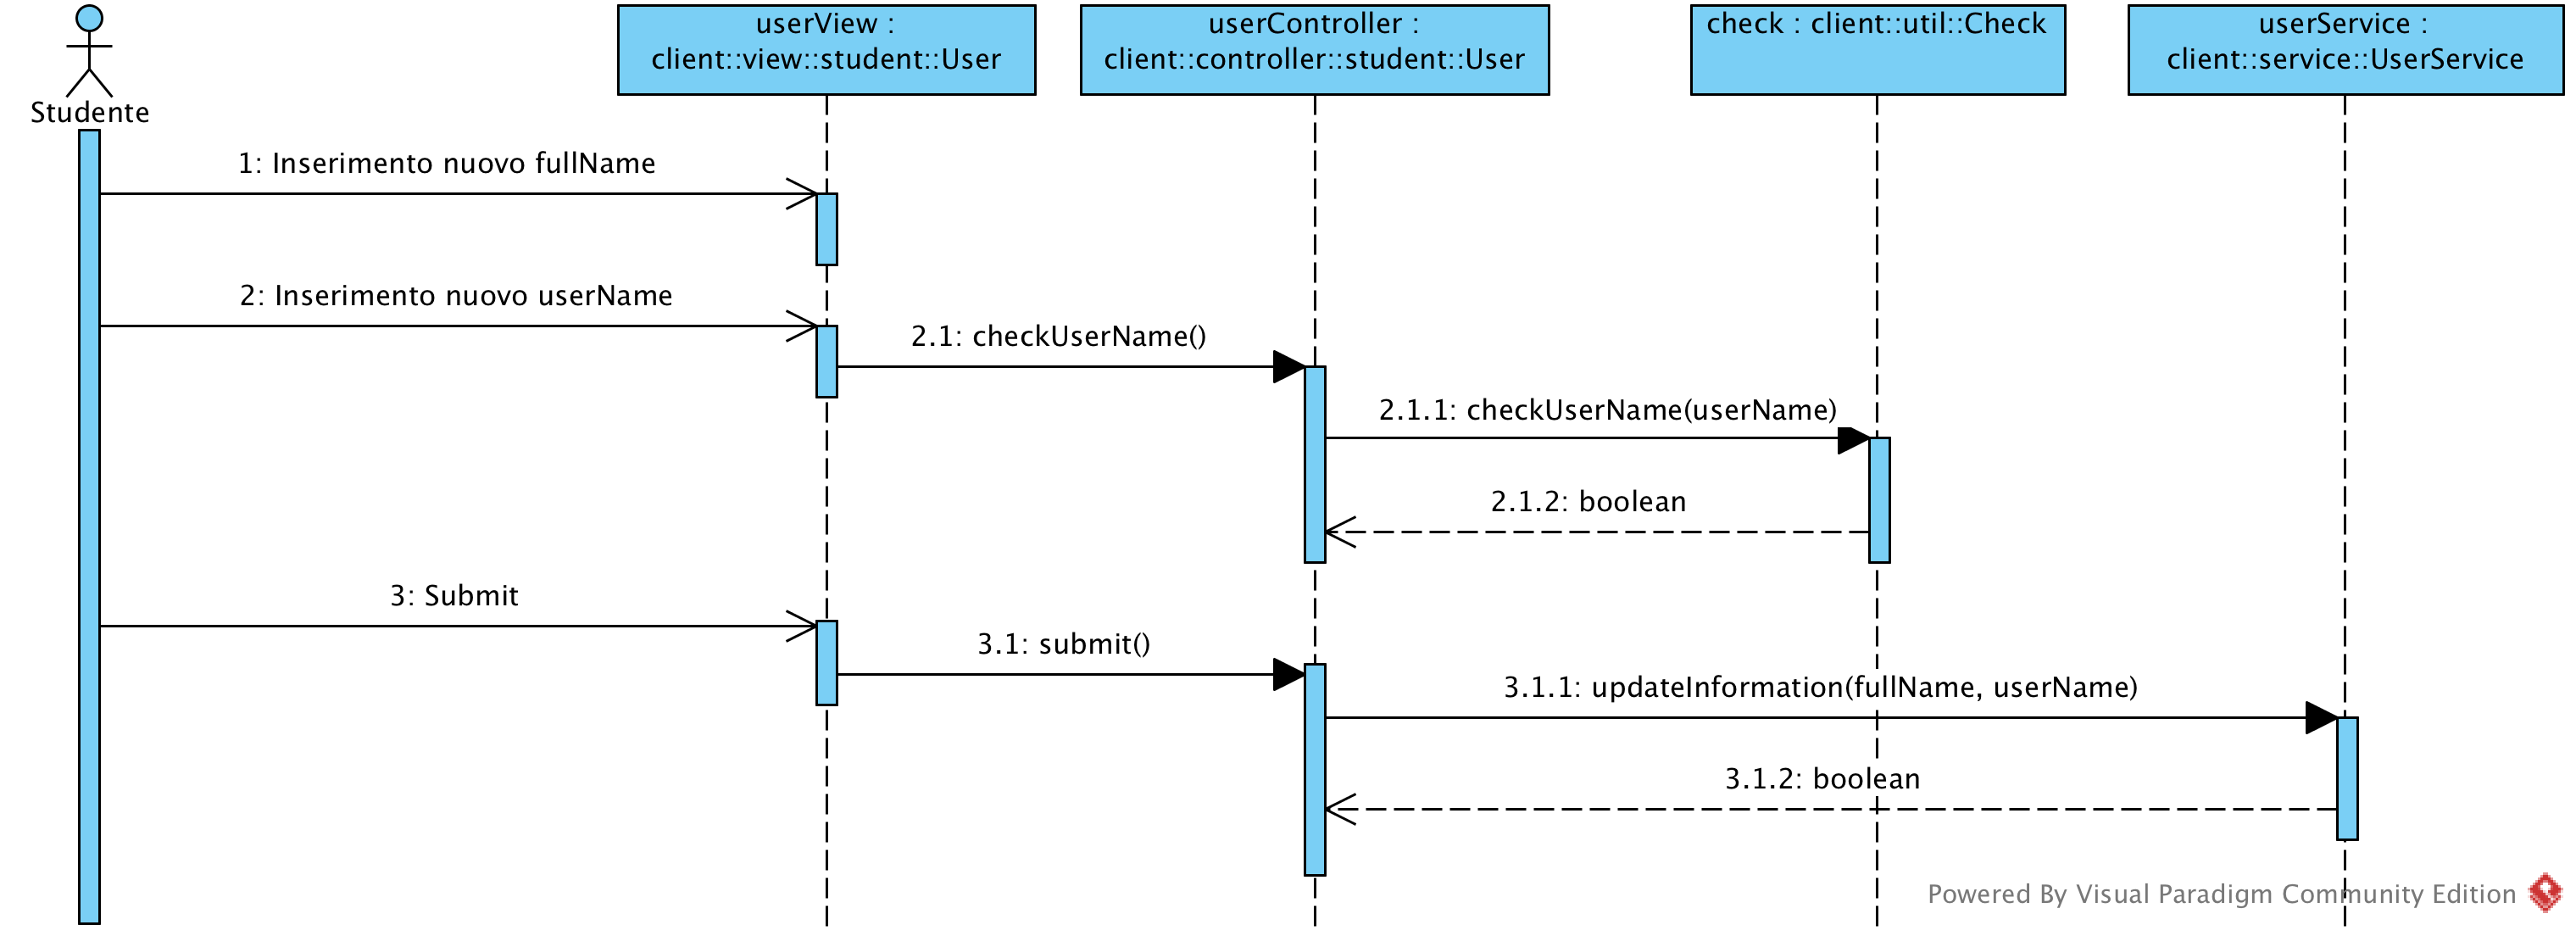 Studente
userView :
client::view::student::User
userController :
client::controller::student::User
check : client::util::Check
userService :
client::service::UserService
1: Inserimento nuovo fullName
2: Inserimento nuovo userName
2.1: checkUserName()
2.1.1: checkUserName(userName)
2.1.2: boolean
3: Submit
3.1: submit()
3.1.1: updateInformation(fullName, userName)
3.1.2: boolean
Powered By Visual Paradigm Community Edition